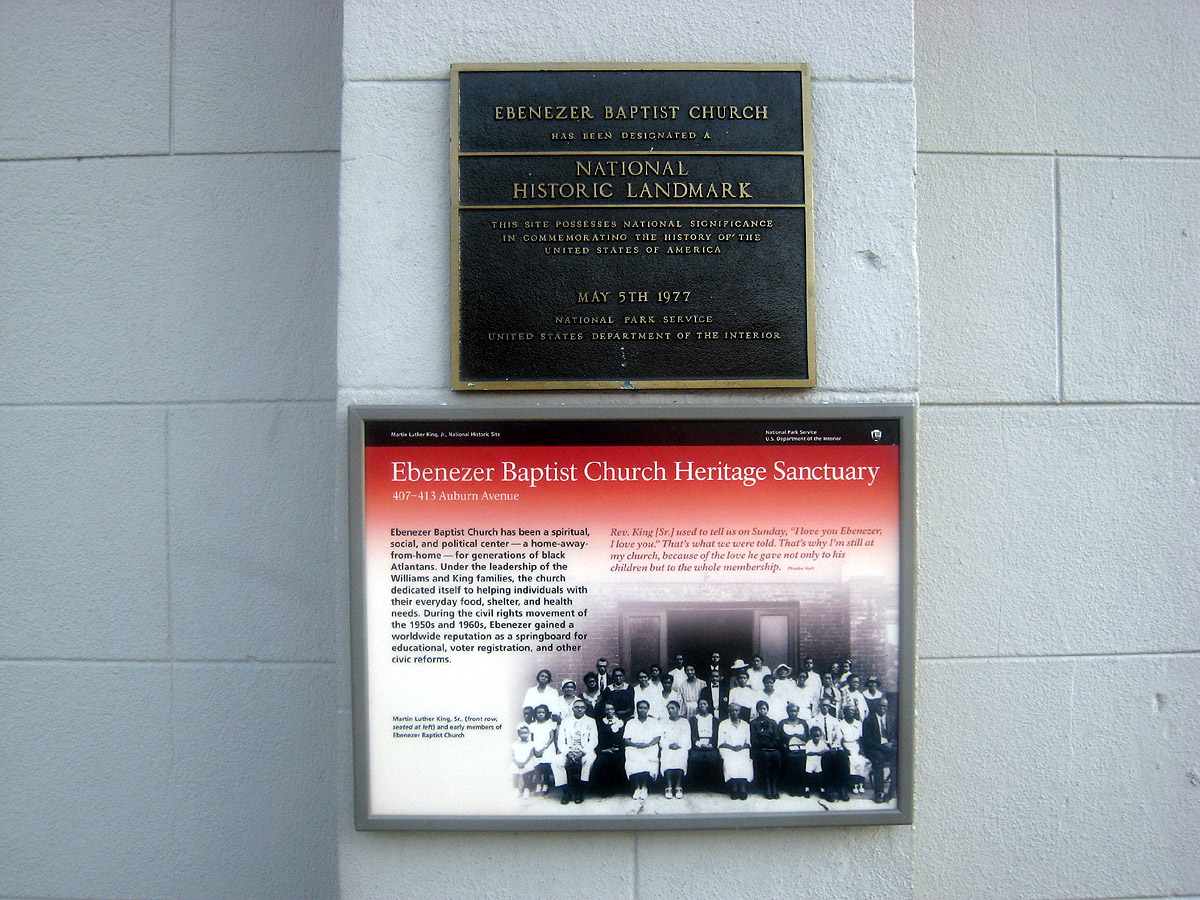 EBENEZER BAPTIST CHURCH
HAS BEEN DESIGNATED A
NATIONAL
HISTORIC LANDMARK
THIS SITE POSSESSES NATIONAL SIGNIFICANCE
IN COMMEMORATING THE HISTORY OF THE
UNITED STATES OF AMERICA
MAY 5TH 1977
NATIONAL PARK SERVICE
UNITED STATES DEPARTMENT OF THE INTERIOR
Martin Luther King, Jr., National Historic Site
National Park Service
U.S. Department of the Interior
Ebenezer Baptist Church Heritage Sanctuary
407–413 Auburn Avenue
Ebenezer Baptist Church has been a spiritual,
social, and political center — a home-away-
from-home — for generations of black
Atlantans. Under the leadership of the
Williams and King families, the church
dedicated itself to helping individuals with
their everyday food, shelter, and health
needs. During the civil rights movement of
the 1950s and 1960s, Ebenezer gained a
worldwide reputation as a springboard for
educational, voter registration, and other
civic reforms.
Rev. King [Sr.] used to tell us on Sunday, “I love you Ebenezer,
I love you.” That's what we were told. That's why I'm still at
my church, because of the love he gave not only to his
children but to the whole membership.
Martin Luther King, Sr. (front row,
seated at left) and early members of
Ebenezer Baptist Church